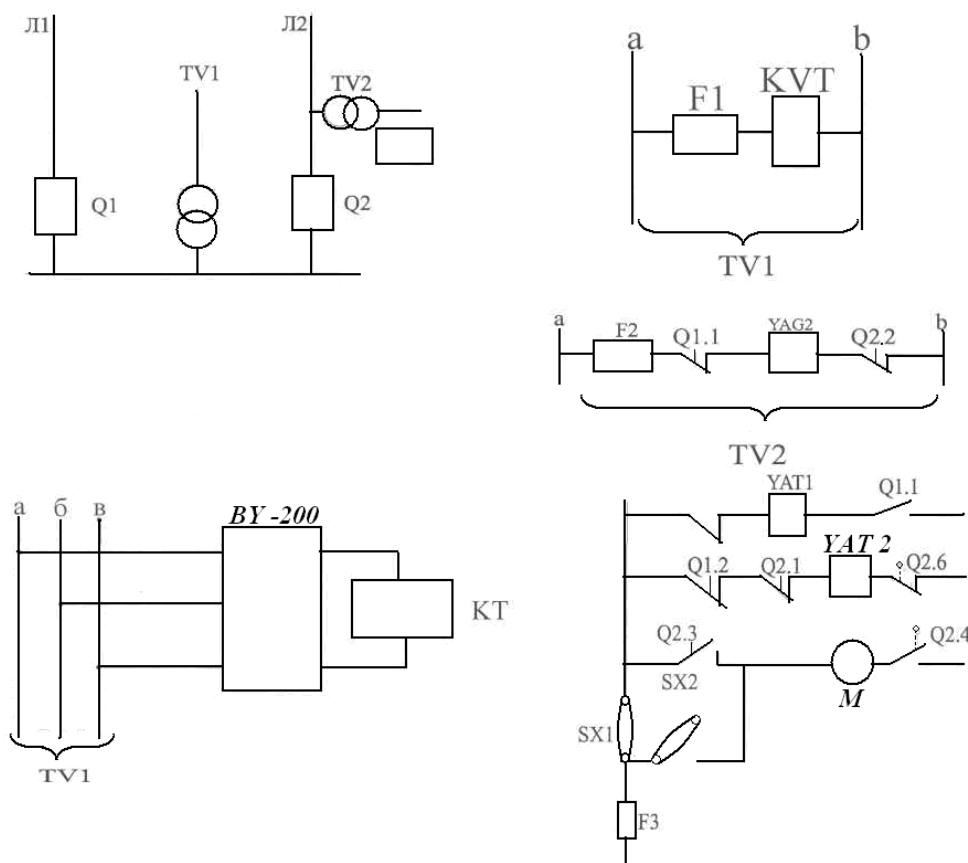 Л1
Л2
TV1
TV2
Q1
Q2
a
b
F1
KVT
TV1
a
b
F2
Q1.1
YAG2
Q2.2
TV2
а
б
в
BY -200
KT
TV1
YAT1
Q1.1
Q1.2
Q2.1
YAT 2
Q2.6
Q2.3
SX2
Q2.4
M
SX1
F3